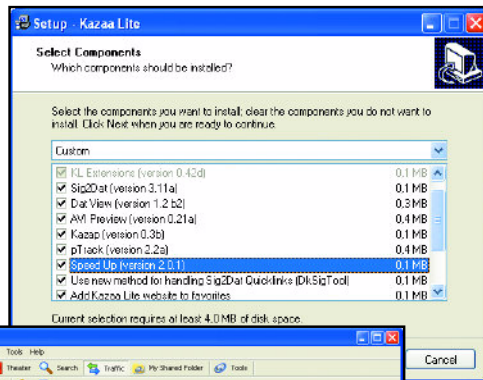 Setup - Kazaa Lite
Select Components
Which components should be installed?
Select the components you want to install; clear the components you do not want to
install. Click Next when you are ready to continue.
Custom
KL Extensions (version 0.42d) 0.1 MB
Sig2Dat (version 3.11a) 0.1 MB
Dat View (version 1.2 b2) 0.3 MB
AVI Preview (version 0.21a) 0.4 MB
Kazap (version 0.3b) 0.1 MB
pTrack (version 2.2a) 0.4 MB
Speed Up (version 2.0.1) 0.1 MB
Use new method for handling Sig2Dat Quicklinks (DlkSigTool) 0.1 MB
Add Kazaa Lite website to favorites 0.1 MB
Current selection requires at least 4.0 MB of disk space.
Cancel
Tools Help
Theater Search Traffic My Shared Folder Tools